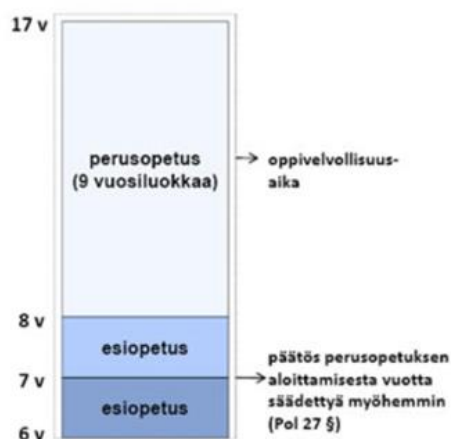 17 v
perusopetus
(9 vuosiluokkaa)
oppivelvollisuus-
aika
8 v
esiopetus
7 v
päätös perusopetuksen
aloittamisesta vuotta
säädettyä myöhemmin
(Pol 27 §)
esiopetus
6 v